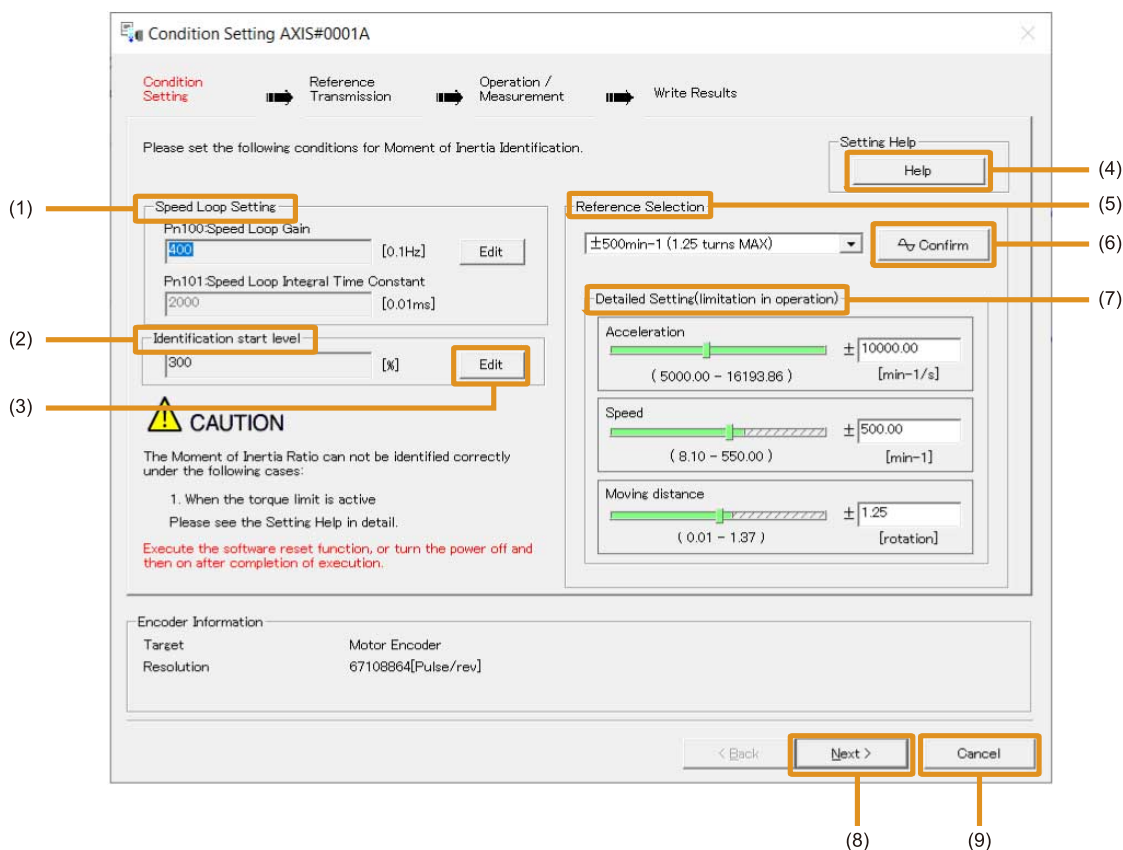 Condition Setting AXIS#0001A
Condition Setting
Reference Transmission
Operation / Measurement
Write Results
Please set the following conditions for Moment of Inertia Identification.
Setting Help
Help
(4)
(1)
Speed Loop Setting
Pn100:Speed Loop Gain
400
[0.1Hz]
Edit
Pn101:Speed Loop Integral Time Constant
2000
[0.01ms]
(2)
Identification start level
300
[%]
Edit
(3)
CAUTION
The Moment of Inertia Ratio can not be identified correctly
under the following cases:
1. When the torque limit is active
Please see the Setting Help in detail.
Execute the software reset function, or turn the power off and
then on after completion of execution.
Reference Selection
(5)
±500min-1 (1.25 turns MAX)
Confirm
(6)
Detailed Setting(limitation in operation)
(7)
Acceleration
± 10000.00
( 5000.00 - 16193.86 )
[min-1/s]
Speed
± 500.00
( 8.10 - 550.00 )
[min-1]
Moving distance
± 1.25
( 0.01 - 1.37 )
[rotation]
Encoder Information
Target Motor Encoder
Resolution 67108864[Pulse/rev]
< Back
Next >
Cancel
(8)
(9)